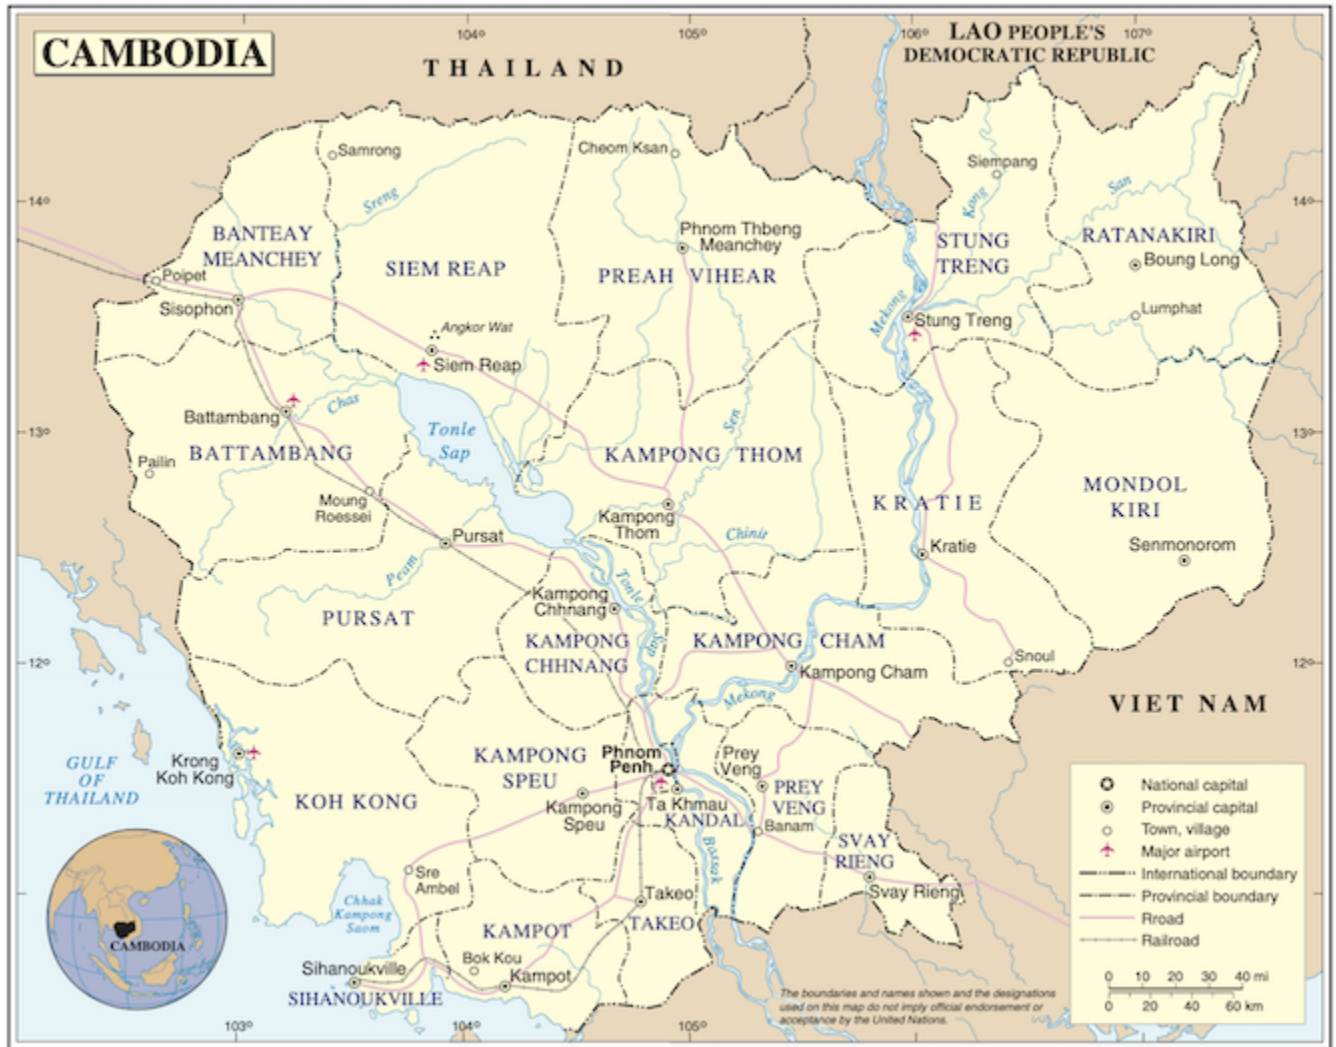 CAMBODIA
104°
105°
106°
107°
THAILAND
LAO PEOPLE'S
DEMOCRATIC REPUBLIC
Samrong
Cheom Ksan
Siempang
Sreng
Kong
San
14°
14°
BANTEAY
MEANCHEY
SIEM REAP
Phnom Thbeng
Meanchey
PREAH VIHEAR
STUNG
TRENG
RATANAKIRI
Boung Long
Poipet
Sisophon
Angkor Wat
Siem Reap
Mekong
Stung Treng
Lumphat
Chas
Battambang
BATTAMBANG
Tonle
Sap
Sen
13°
13°
KAMPONG THOM
Pailin
Moung
Roessei
KRATIE
MONDOL
KIRI
Kampong
Thom
Chinit
Pursat
Kratie
Senmonorom
Peam
PURSAT
Kampong
Chhnang
Tonle
Sap
KAMPONG
CHHNANG
KAMPONG CHAM
Kampong Cham
Snoul
12°
12°
Mekong
VIET NAM
GULF
OF
THAILAND
Krong
Koh Kong
KOH KONG
KAMPONG
SPEU
Phnom
Penh
Prey
Veng
PREY
VENG
Kampong
Speu
Ta Khmau
KANDAL
Banam
SVAY
RIENG
Svay Rieng
Bassak
Sre
Ambel
Chhak
Kampong
Saom
Takeo
TAKEO
KAMPOT
Bok Kou
Kampot
Sihanoukville
SIHANOUKVILLE
CAMBODIA
National capital
Provincial capital
Town, village
Major airport
International boundary
Provincial boundary
Rroad
Railroad
0 10 20 30 40 mi
0 20 40 60 km
The boundaries and names shown and the designations
used on this map do not imply official endorsement or
acceptance by the United Nations.
103°
104°
105°